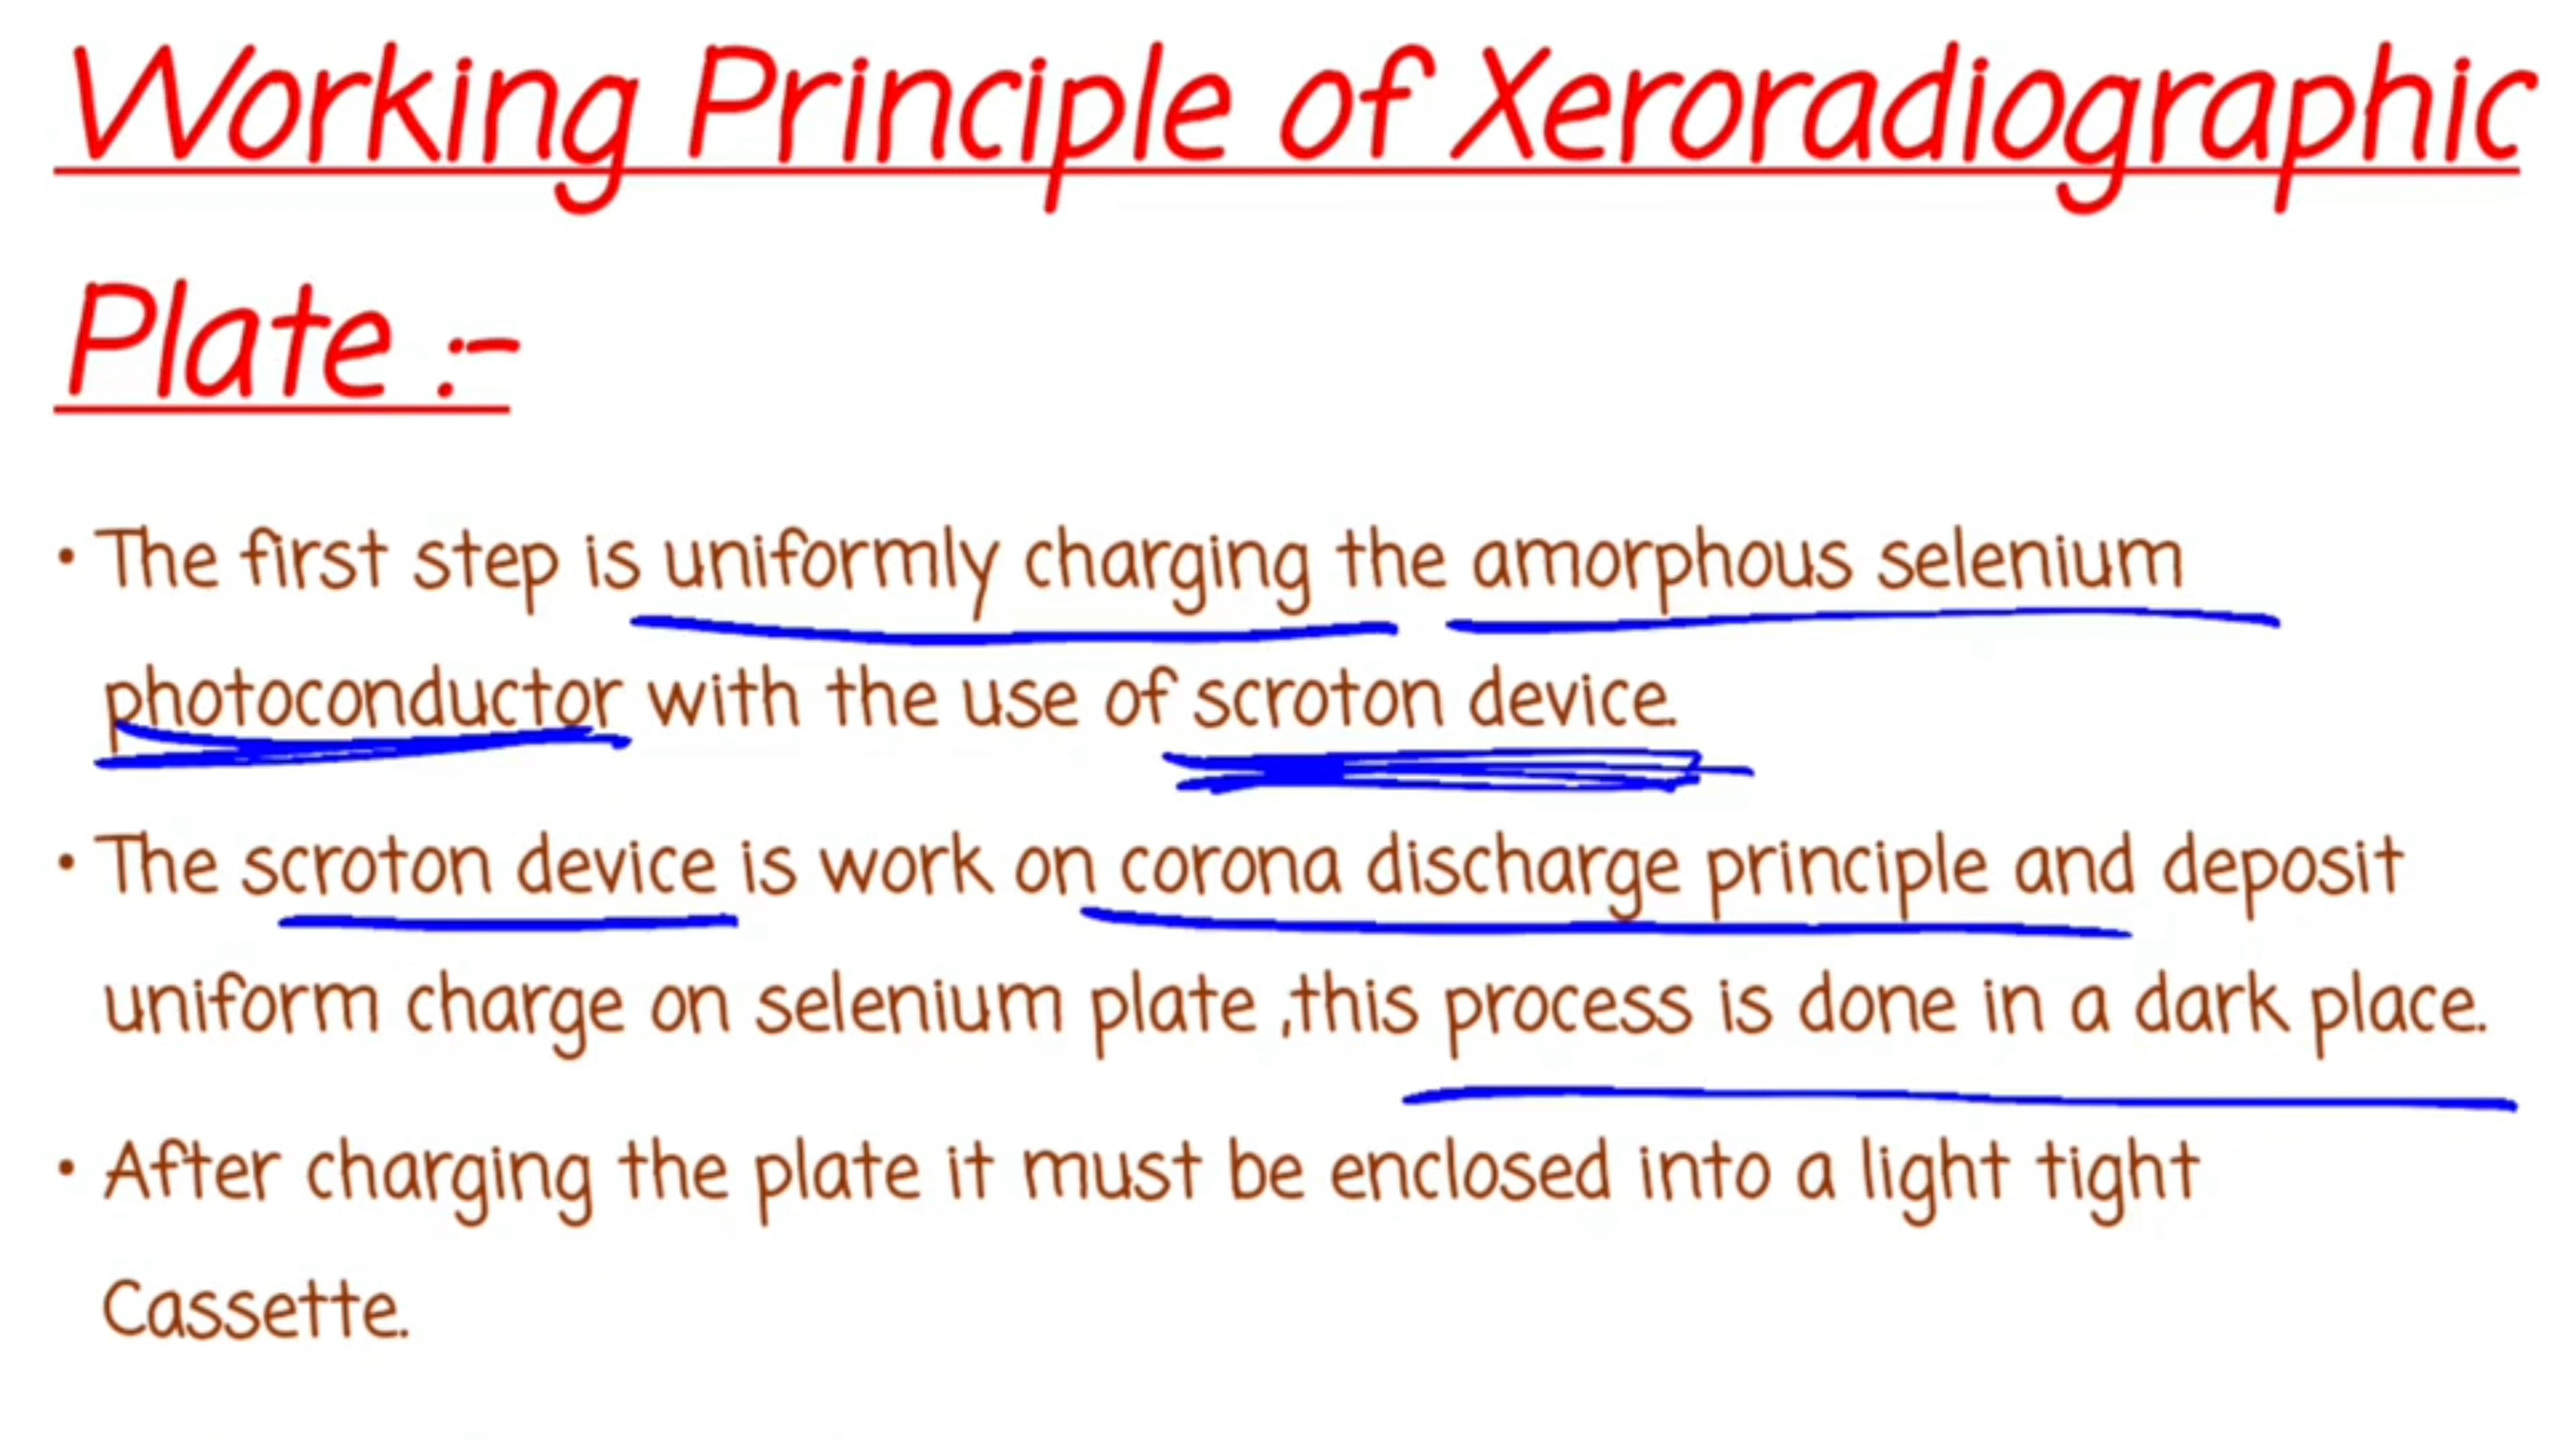 Working Principle of Xeroradiographic
Plate :-
• The first step is uniformly charging the amorphous selenium
photoconductor with the use of scroton device.
• The scroton device is work on corona discharge principle and deposit
uniform charge on selenium plate ,this process is done in a dark place.
• After charging the plate it must be enclosed into a light tight
Cassette.